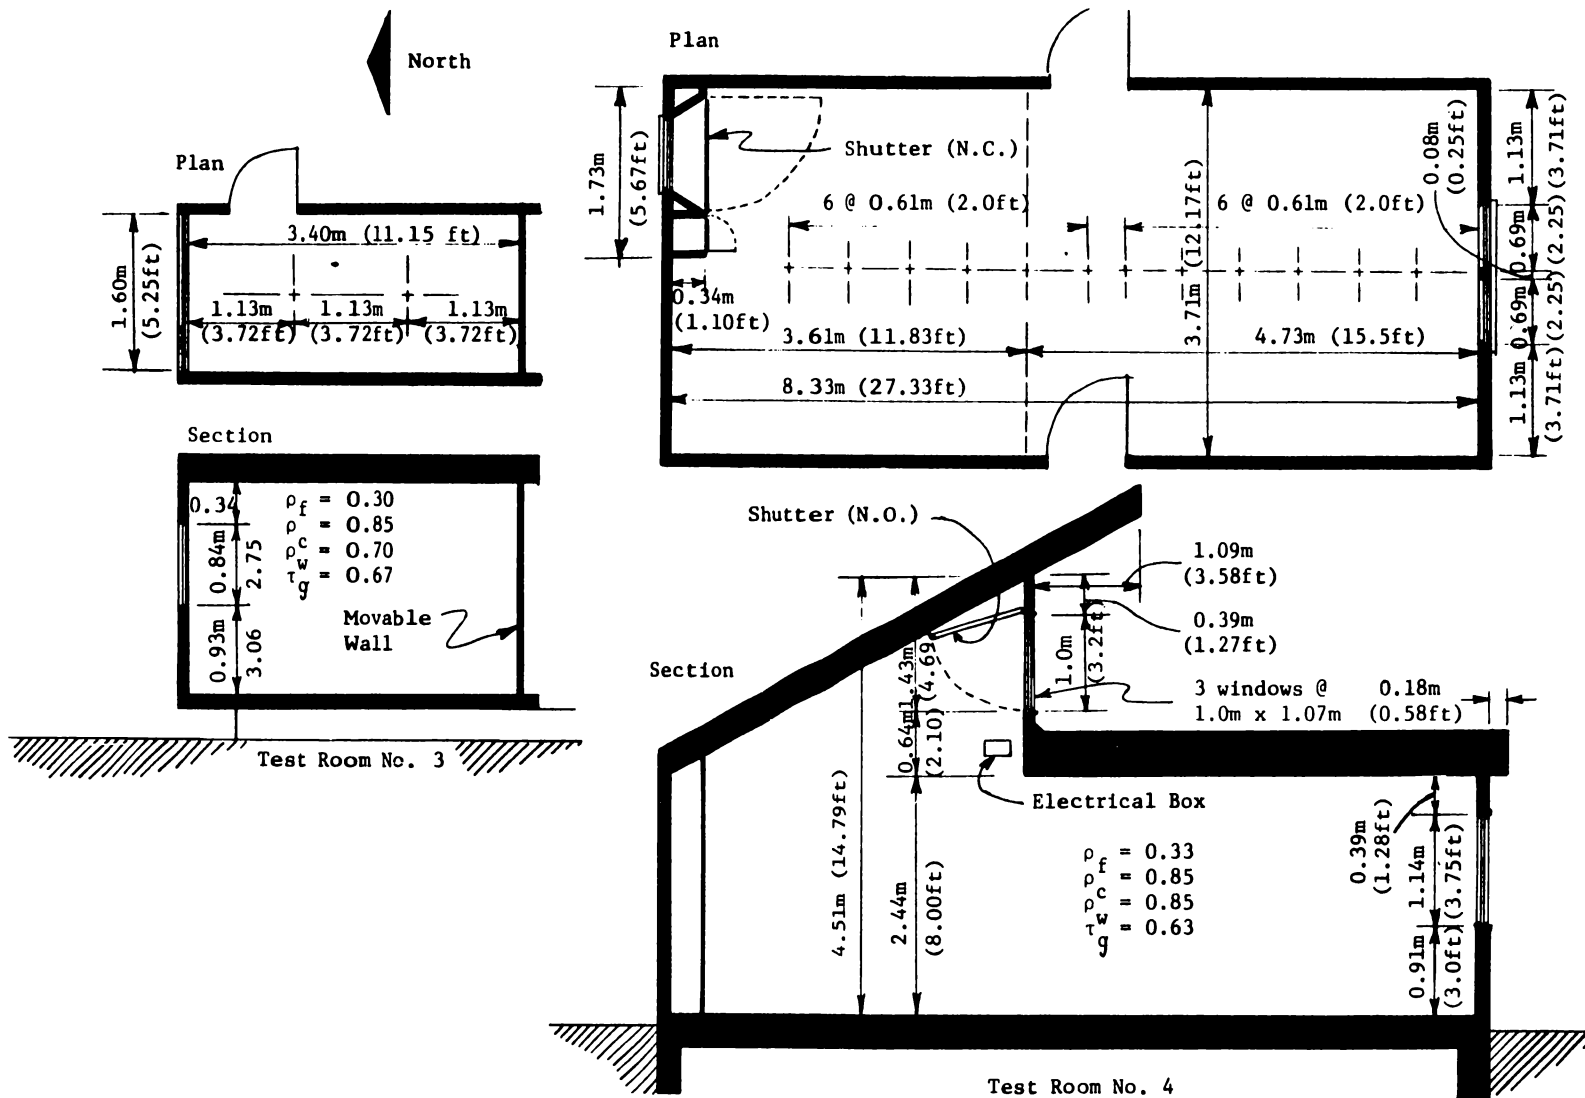 North
Plan
1.60m
(5.25ft)
3.40m (11.15 ft)
1.13m
(3.72ft)
1.13m
(3.72ft)
1.13m
(3.72ft)
Section
0.34
0.84m
2.75
0.93m
3.06
ρf = 0.30
ρc = 0.85
ρw = 0.70
τg = 0.67
Movable
Wall
Test Room No. 3
Plan
1.73m
(5.67ft)
Shutter (N.C.)
6 @ 0.61m (2.0ft)
6 @ 0.61m (2.0ft)
0.34m
(1.10ft)
3.61m (11.83ft)
3.71m (12.17ft)
4.73m (15.5ft)
8.33m (27.33ft)
0.08m
(0.25ft)
1.13m
(3.71ft)
0.69m
(2.25)
0.69m
(2.25)
1.13m
(3.71ft)
Shutter (N.O.)
Section
1.09m
(3.58ft)
0.39m
(1.27ft)
1.0m
(3.2ft)
3 windows @
1.0m x 1.07m
0.18m
(0.58ft)
1.43m
(4.69
0.64m
(2.10)
4.51m (14.79ft)
2.44m
(8.00ft)
Electrical Box
ρf = 0.33
ρc = 0.85
ρw = 0.85
τg = 0.63
0.39m
(1.28ft)
1.14m
(3.75ft)
0.91m
(3.0ft)
Test Room No. 4